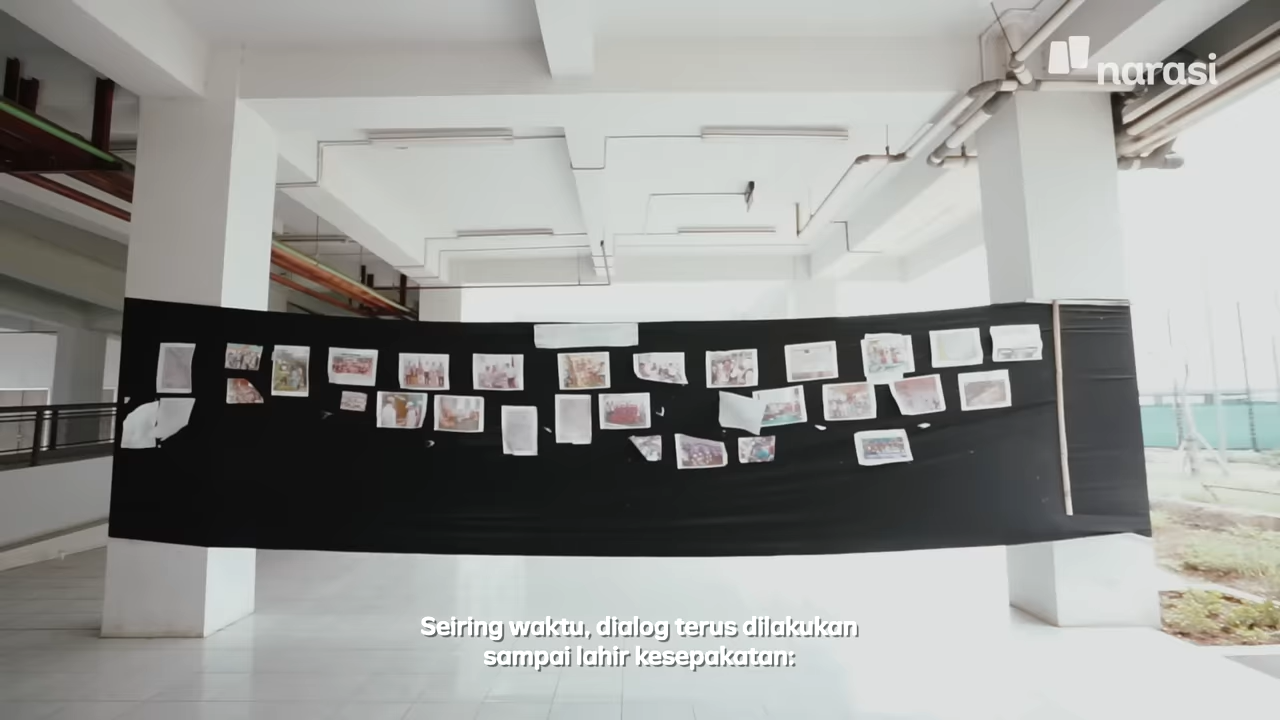 narasi
Seiring waktu, dialog terus dilakukan
sampai lahir kesepakatan: